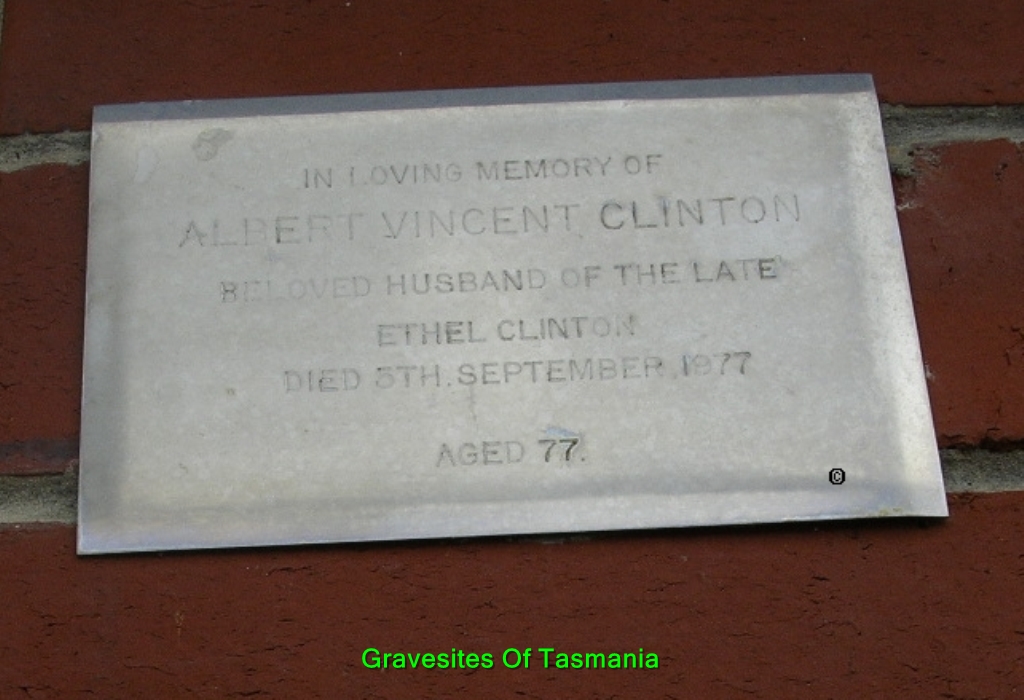 IN LOVING MEMORY OF
ALBERT VINCENT CLINTON
BELOVED HUSBAND OF THE LATE
ETHEL CLINTON
DIED 5TH. SEPTEMBER, 1977
AGED 77.
©
Gravesites Of Tasmania